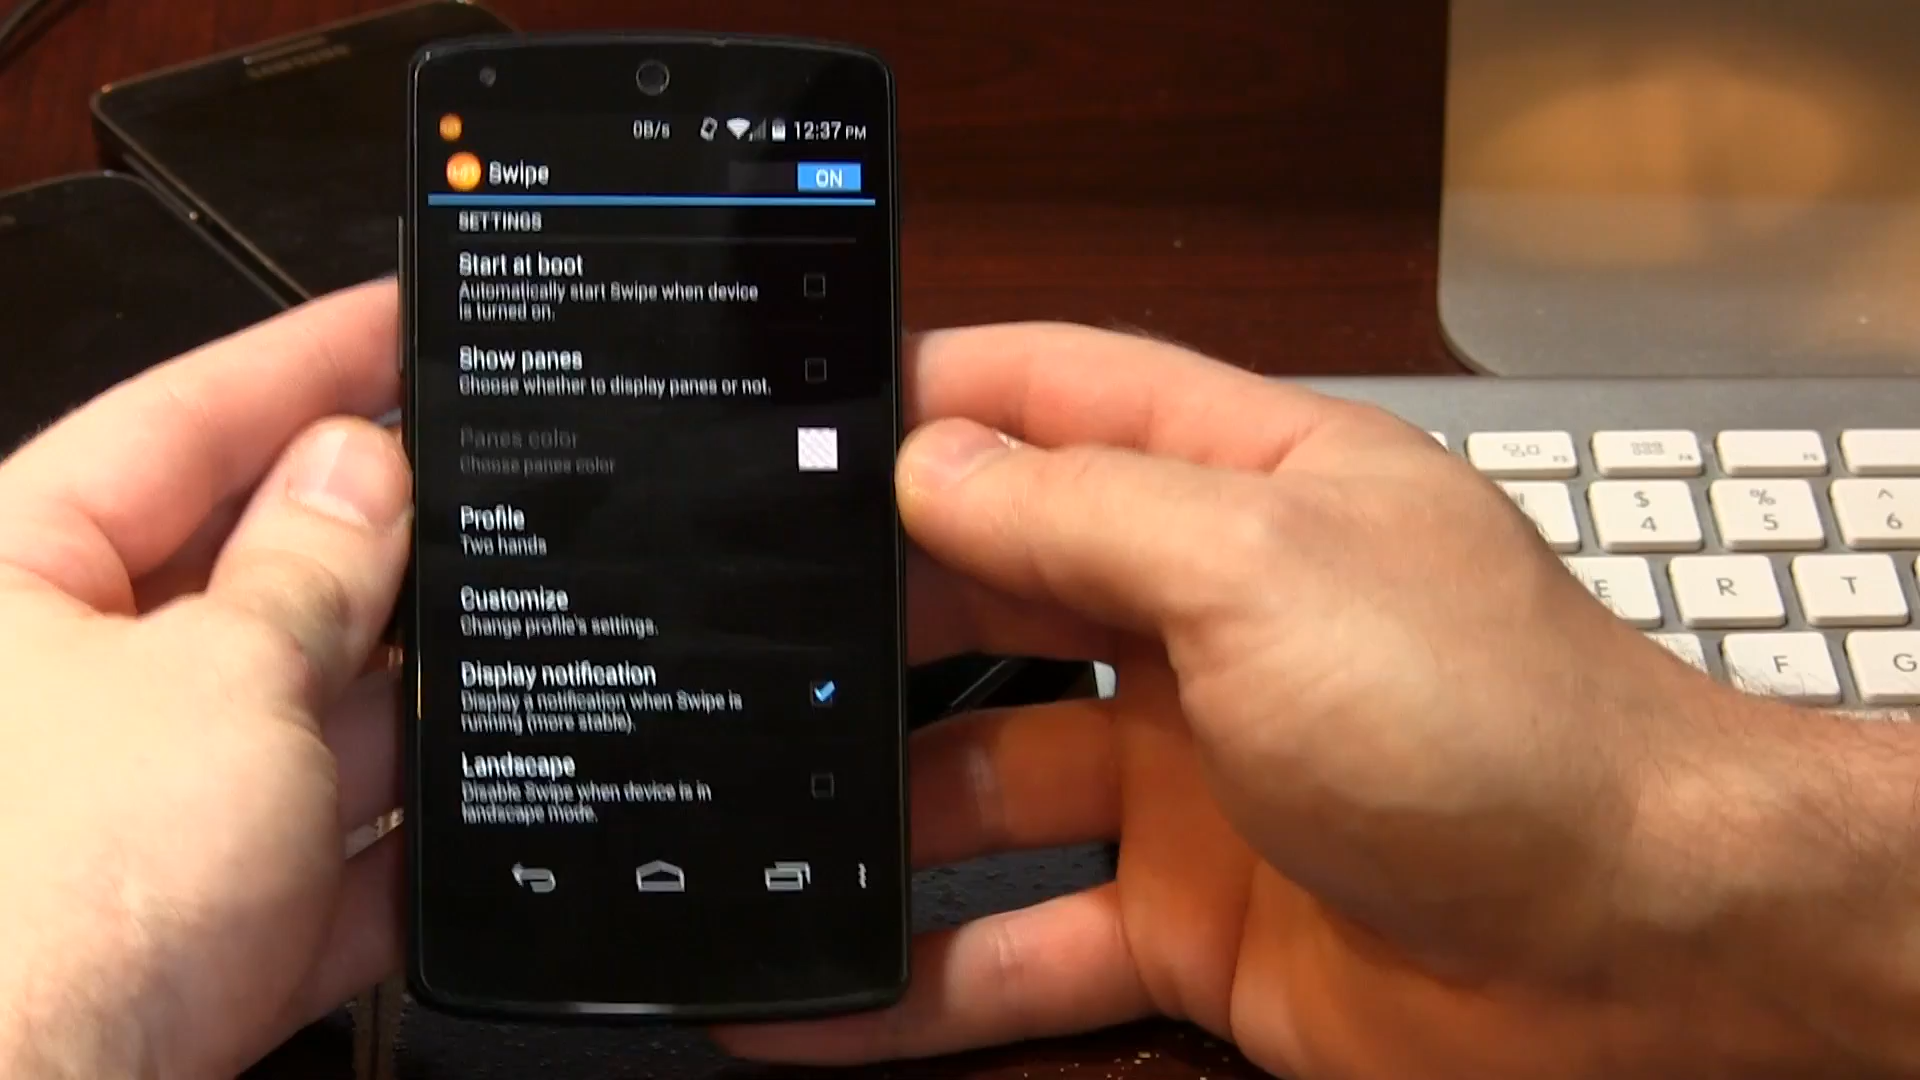 0B/s 12:37 PM
Swipe ON
SETTINGS
Start at boot
Automatically start Swipe when device
is turned on.
Show panes
Choose whether to display panes or not.
Panes color
Choose panes color
Profile
Two hands
Customize
Change profile's settings.
Display notification
Display a notification when Swipe is
running (more stable).
Landscape
Disable Swipe when device is in
landscape mode.
F3 F4 F5
$ % ^
4 5 6
E R T
F G